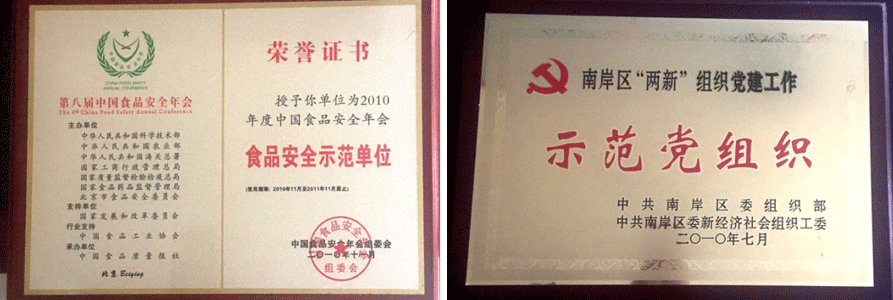 CHINA FOOD SAFETY
ANNUAL CONFERENCE
第八届中国食品安全年会
The 8th China Food Safety Annual Conference
主办单位
中华人民共和国科学技术部
中华人民共和国农业部
中华人民共和国海关总署
国家工商行政管理总局
国家质量监督检验检疫总局
国家食品药品监督管理局
北京市食品安全委员会
支持单位
国家发展和改革委员会
行业支持
中国食品工业协会
承办单位
中国食品质量报社
北京 Beijing
荣誉证书
授予你单位为2010
年度中国食品安全年会
食品安全示范单位
(使用期限:2010年11月至2011年11月底止)
中国食品安全年会组委会
二〇一〇年十一月
组委会
南岸区“两新”组织党建工作
示范党组织
中共南岸区委组织部
中共南岸区委新经济社会组织工委
二〇一〇年七月